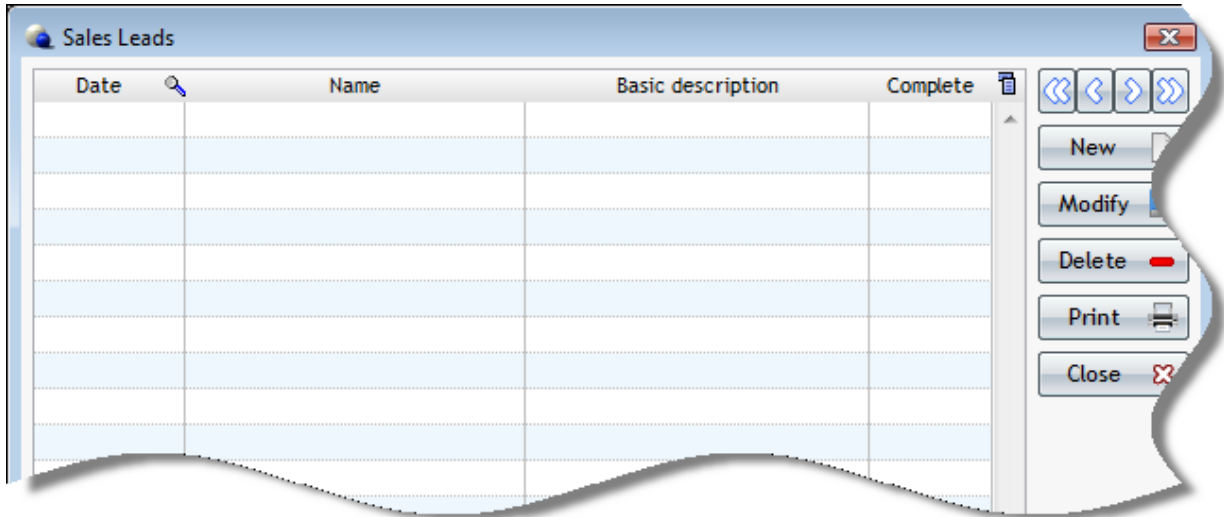 Sales Leads
Date Name Basic description Complete
New
Modify
Delete
Print
Close